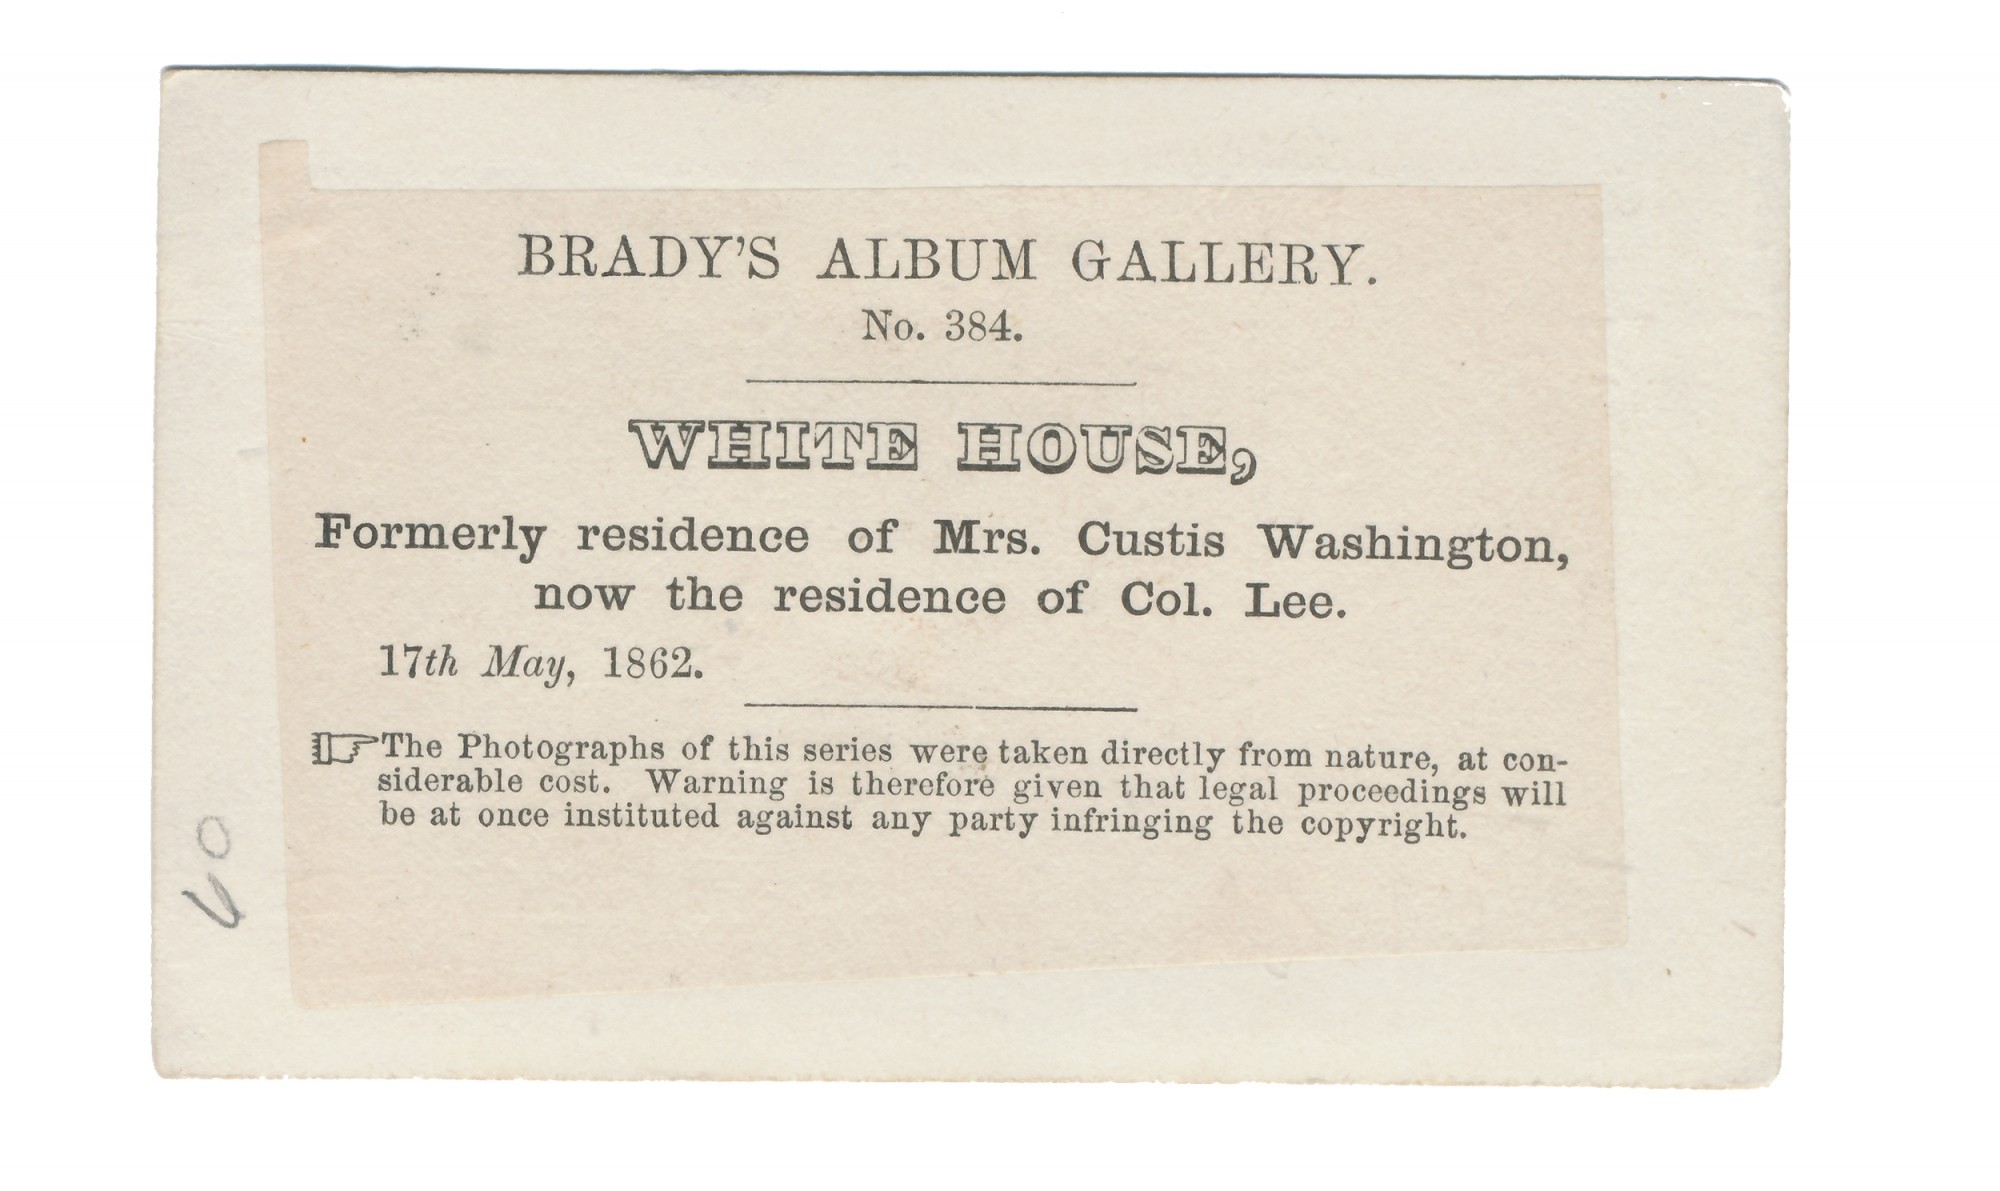 BRADY'S ALBUM GALLERY.
No. 384.
WHITE HOUSE,
Formerly residence of Mrs. Custis Washington,
now the residence of Col. Lee.
17th May, 1862.
☞ The Photographs of this series were taken directly from nature, at con-
siderable cost. Warning is therefore given that legal proceedings will
be at once instituted against any party infringing the copyright.